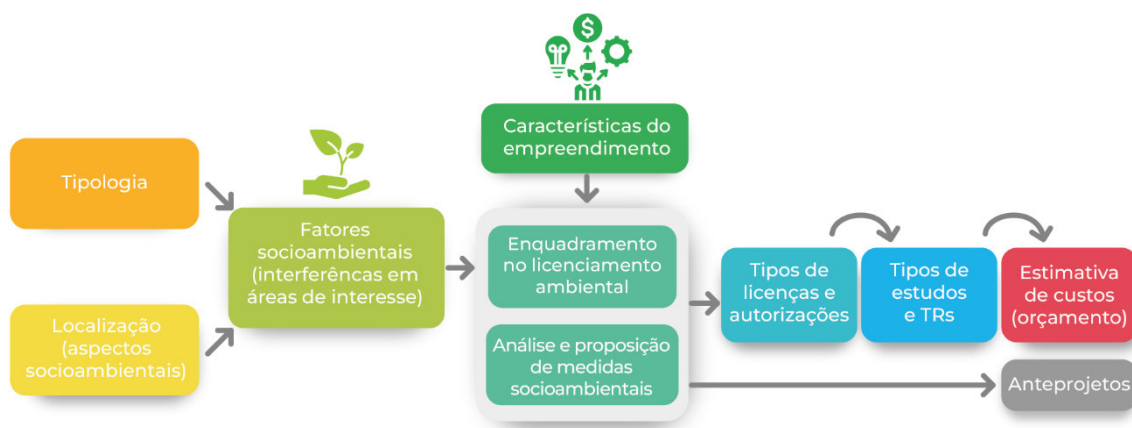 Tipologia
Localização
(aspectos
socioambientais)
Fatores
socioambientais
(interferêncas em
áreas de interesse)
$
Características do
empreendimento
Enquadramento
no licenciamento
ambiental
Análise e proposição
de medidas
socioambientais
Tipos de
licenças e
autorizações
Tipos de
estudos
e TRs
Estimativa
de custos
(orçamento)
Anteprojetos